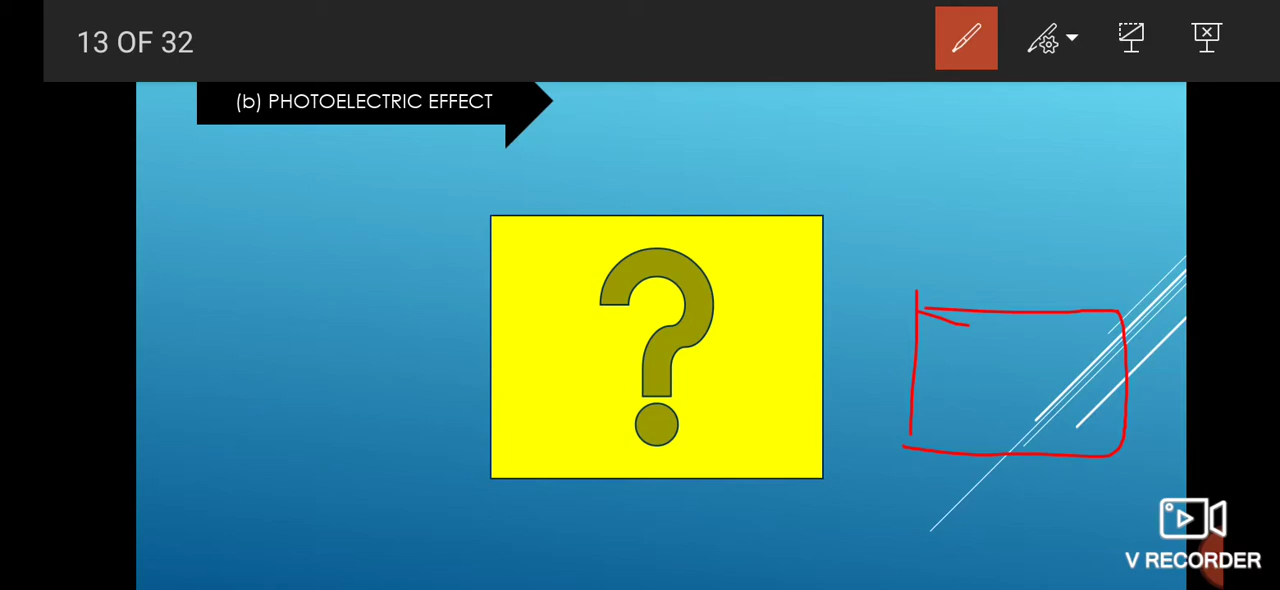 13 OF 32
(b) PHOTOELECTRIC EFFECT
?
V RECORDER